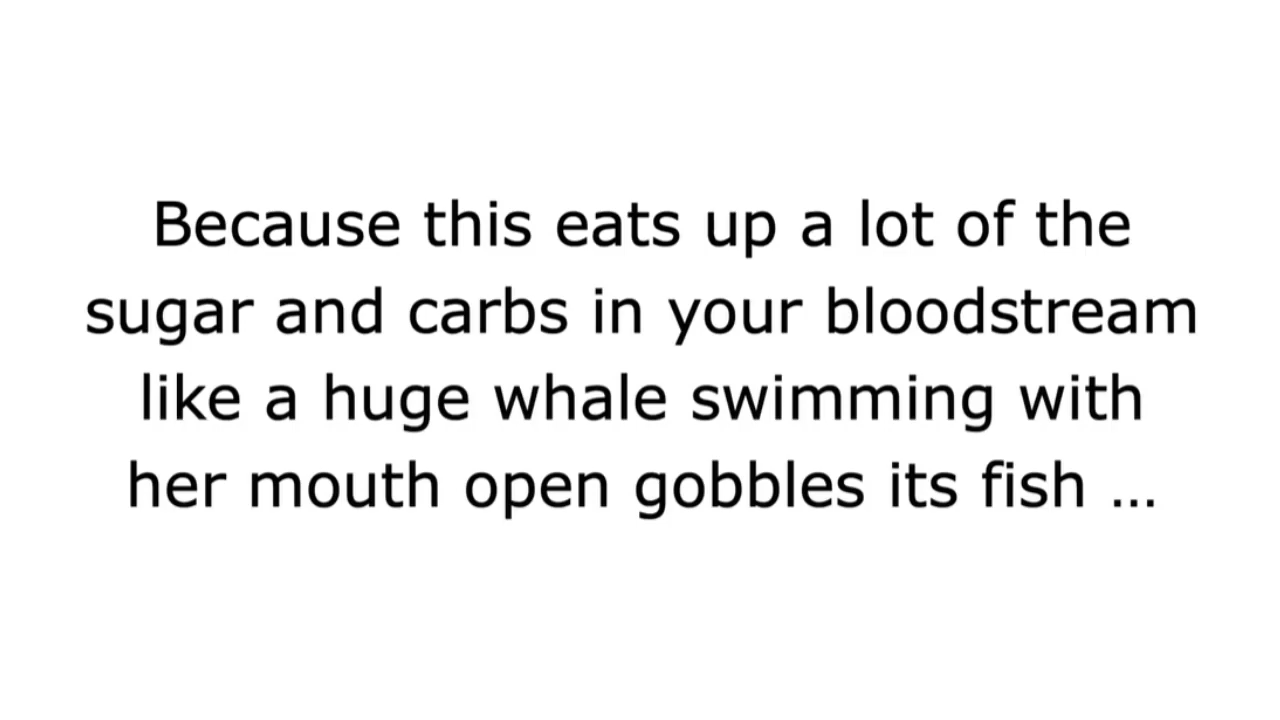 Because this eats up a lot of the
sugar and carbs in your bloodstream
like a huge whale swimming with
her mouth open gobbles its fish ...